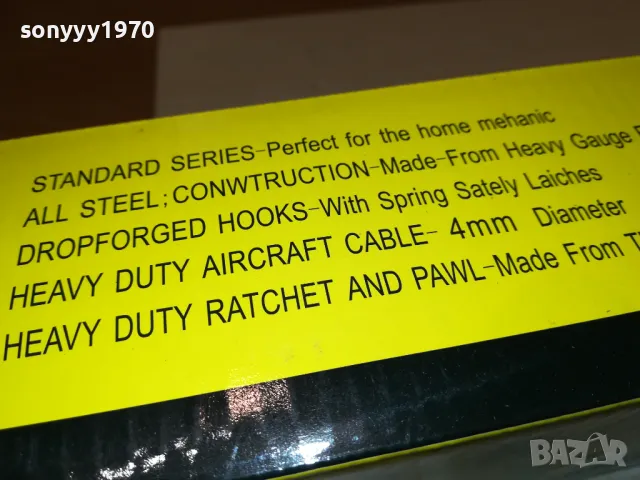 sonyyy1970
STANDARD SERIES-Perfect for the home mehanic
ALL STEEL;CONWTRUCTION-Made-From Heavy Gauge
DROPFORGED HOOKS-With Spring Sately Laiches
HEAVY DUTY AIRCRAFT CABLE- 4mm Diameter
HEAVY DUTY RATCHET AND PAWL-Made From
BAZAR
bg